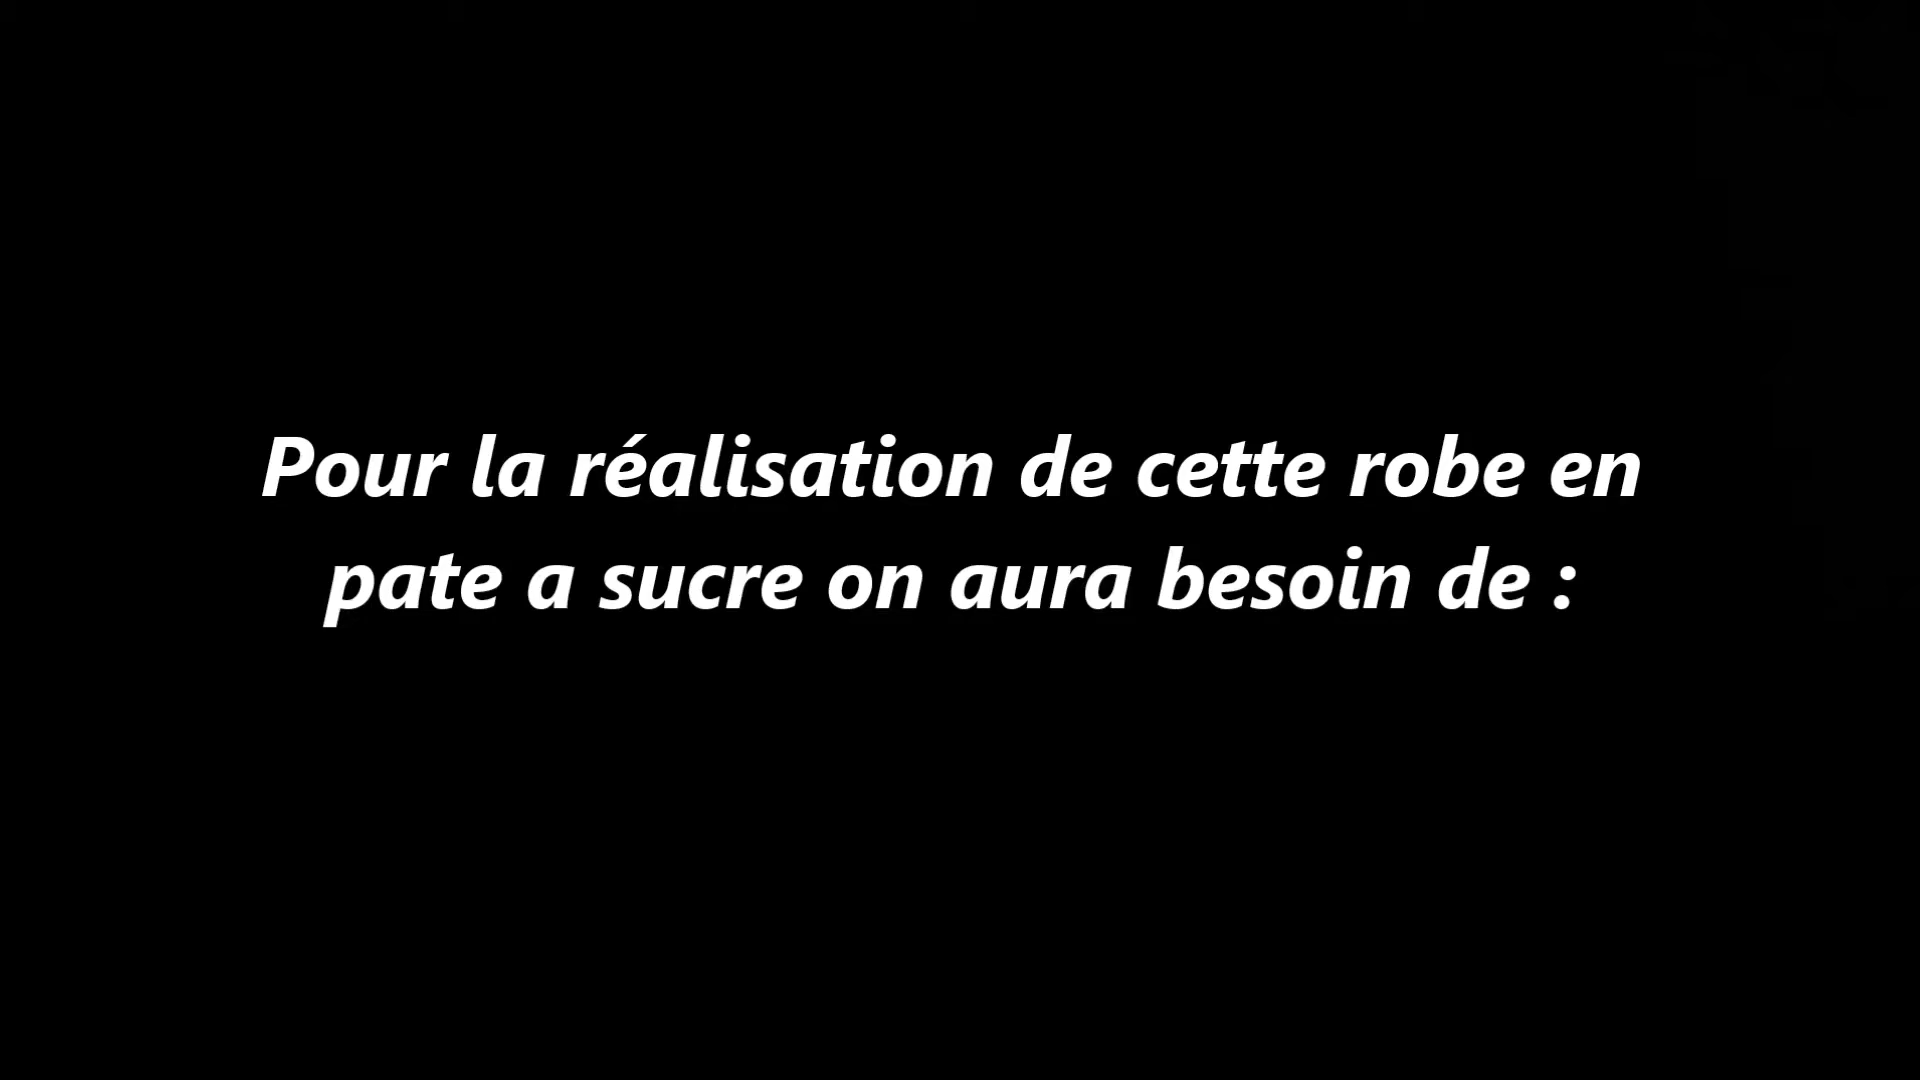 Pour la réalisation de cette robe en
pate a sucre on aura besoin de :